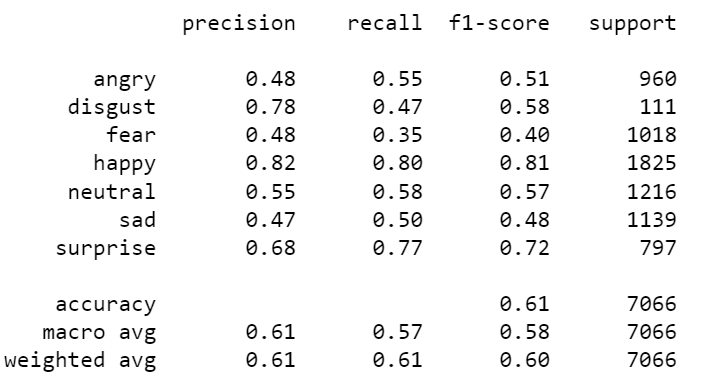 precision recall f1-score support
angry 0.48 0.55 0.51 960
disgust 0.78 0.47 0.58 111
fear 0.48 0.35 0.40 1018
happy 0.82 0.80 0.81 1825
neutral 0.55 0.58 0.57 1216
sad 0.47 0.50 0.48 1139
surprise 0.68 0.77 0.72 797
accuracy 0.61 7066
macro avg 0.61 0.57 0.58 7066
weighted avg 0.61 0.61 0.60 7066